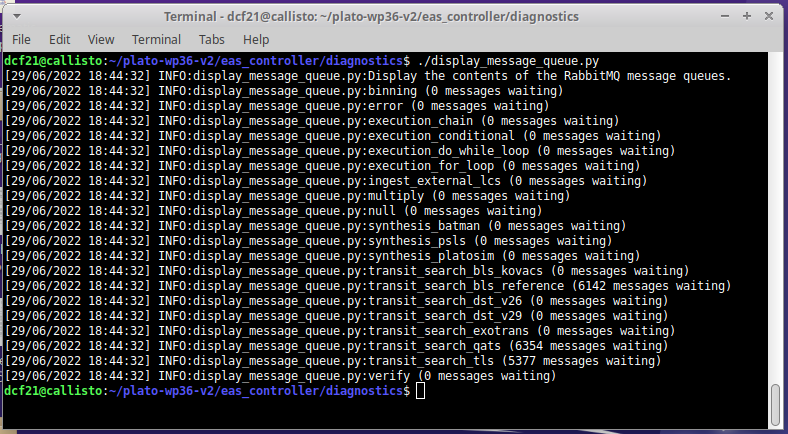 Terminal - dcf21@callisto: ~/plato-wp36-v2/eas_controller/diagnostics
File Edit View Terminal Tabs Help
dcf21@callisto:~/plato-wp36-v2/eas_controller/diagnostics$ ./display_message_queue.py
[29/06/2022 18:44:32] INFO:display_message_queue.py:Display the contents of the RabbitMQ message queues.
[29/06/2022 18:44:32] INFO:display_message_queue.py:binning (0 messages waiting)
[29/06/2022 18:44:32] INFO:display_message_queue.py:error (0 messages waiting)
[29/06/2022 18:44:32] INFO:display_message_queue.py:execution_chain (0 messages waiting)
[29/06/2022 18:44:32] INFO:display_message_queue.py:execution_conditional (0 messages waiting)
[29/06/2022 18:44:32] INFO:display_message_queue.py:execution_do_while_loop (0 messages waiting)
[29/06/2022 18:44:32] INFO:display_message_queue.py:execution_for_loop (0 messages waiting)
[29/06/2022 18:44:32] INFO:display_message_queue.py:ingest_external_lcs (0 messages waiting)
[29/06/2022 18:44:32] INFO:display_message_queue.py:multiply (0 messages waiting)
[29/06/2022 18:44:32] INFO:display_message_queue.py:null (0 messages waiting)
[29/06/2022 18:44:32] INFO:display_message_queue.py:synthesis_batman (0 messages waiting)
[29/06/2022 18:44:32] INFO:display_message_queue.py:synthesis_psls (0 messages waiting)
[29/06/2022 18:44:32] INFO:display_message_queue.py:synthesis_platosim (0 messages waiting)
[29/06/2022 18:44:32] INFO:display_message_queue.py:transit_search_bls_kovacs (0 messages waiting)
[29/06/2022 18:44:32] INFO:display_message_queue.py:transit_search_bls_reference (6142 messages waiting)
[29/06/2022 18:44:32] INFO:display_message_queue.py:transit_search_dst_v26 (0 messages waiting)
[29/06/2022 18:44:32] INFO:display_message_queue.py:transit_search_dst_v29 (0 messages waiting)
[29/06/2022 18:44:32] INFO:display_message_queue.py:transit_search_exotrans (0 messages waiting)
[29/06/2022 18:44:32] INFO:display_message_queue.py:transit_search_qats (6354 messages waiting)
[29/06/2022 18:44:32] INFO:display_message_queue.py:transit_search_tls (5377 messages waiting)
[29/06/2022 18:44:32] INFO:display_message_queue.py:verify (0 messages waiting)
dcf21@callisto:~/plato-wp36-v2/eas_controller/diagnostics$